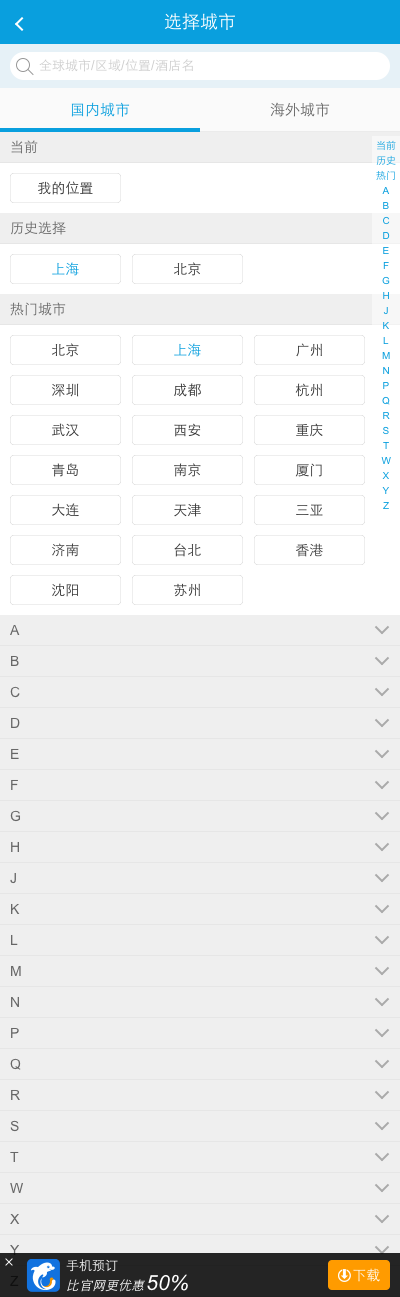 选择城市
全球城市/区域/位置/酒店名
国内城市 海外城市
当前
我的位置
历史选择
上海 北京
热门城市
北京 上海 广州
深圳 成都 杭州
武汉 西安 重庆
青岛 南京 厦门
大连 天津 三亚
济南 台北 香港
沈阳 苏州
当前
历史
热门
A
B
C
D
E
F
G
H
J
K
L
M
N
P
Q
R
S
T
W
X
Y
Z
A
B
C
D
E
F
G
H
J
K
L
M
N
P
Q
R
S
T
W
X
Y
Z
手机预订
比官网更优惠50%
下载